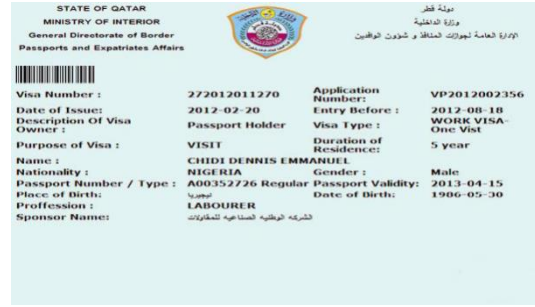 STATE OF QATAR
MINISTRY OF INTERIOR
General Directorate of Border
Passports and Expatriates Affairs
دولة قطر
وزارة الداخلية
الإدارة العامة لجوازات المنافذ و شؤون الوافدين
Visa Number : 272012011270 Application Number: VP2012002356
Date of Issue: 2012-02-20 Entry Before : 2012-08-18
Description Of Visa Owner : Passport Holder Visa Type : WORK VISA-One Vist
Purpose of Visa : VISIT Duration of Residence: 5 year
Name : CHIDI DENNIS EMMANUEL
Nationality : NIGERIA Gender : Male
Passport Number / Type : A00352726 Regular Passport Validity: 2013-04-15
Place of Birth: نيجيريا Date of Birth: 1986-05-30
Proffession : LABOURER
Sponsor Name: الشركه الوطنيه الصناعيه للمقاولات